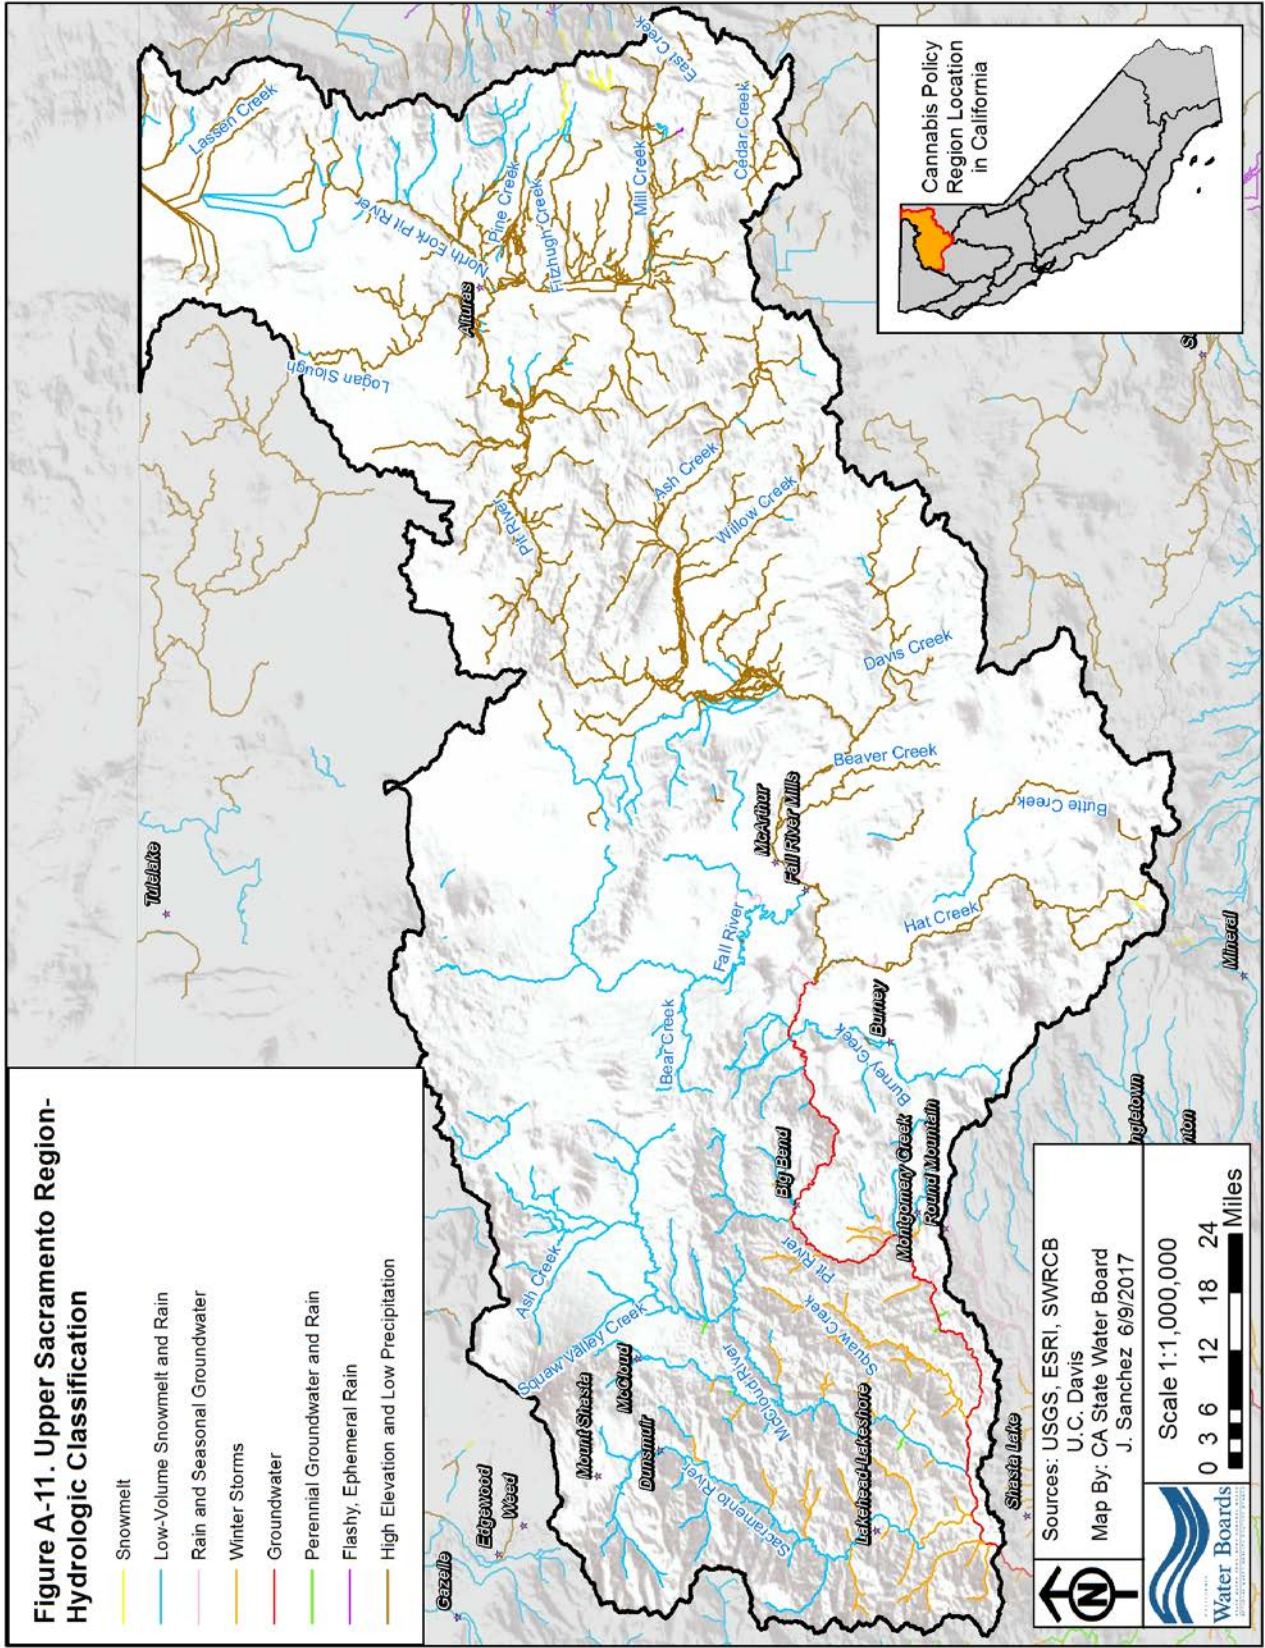 Figure A-11. Upper Sacramento Region-
Hydrologic Classification
Snowmelt
Low-Volume Snowmelt and Rain
Rain and Seasonal Groundwater
Winter Storms
Groundwater
Perennial Groundwater and Rain
Flashy, Ephemeral Rain
High Elevation and Low Precipitation
Tulelake
Gazelle
Edgewood
Weed
Mount Shasta
McCloud
Dunsmuir
Lakehead-Lakeshore
Shasta Lake
Big Bend
Montgomery Creek
Round Mountain
Burney
McArthur
Fall River Mills
Alturas
Mineral
ngletown
nton
S
Lassen Creek
North Fork Pit River
Pine Creek
Fitzhugh Creek
Mill Creek
East Creek
Cedar Creek
Logan Slough
Pit River
Ash Creek
Willow Creek
Davis Creek
Beaver Creek
Butte Creek
Hat Creek
Fall River
Bear Creek
Burney Creek
Ash Creek
Squaw Valley Creek
McCloud River
Sacramento River
Squaw Creek
Pit River
Cannabis Policy
Region Location
in California
Sources: USGS, ESRI, SWRCB
U.C. Davis
Map By: CA State Water Board
J. Sanchez 6/9/2017
N
Scale 1:1,000,000
0 3 6 12 18 24
Miles
Water Boards